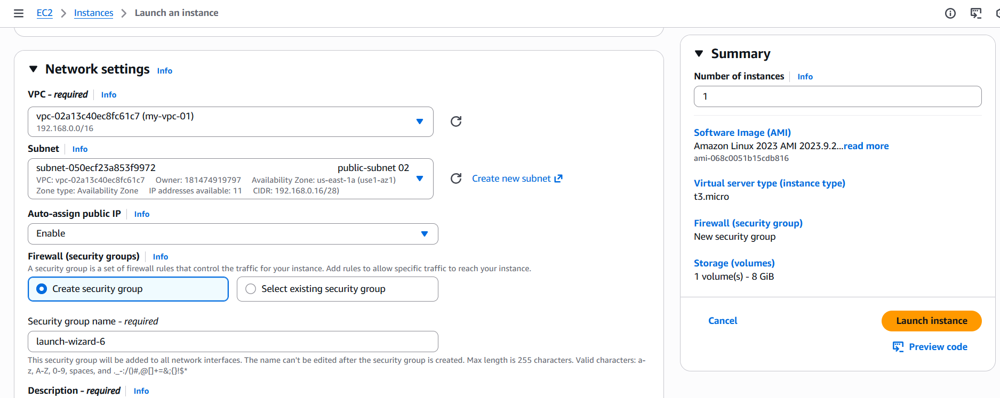 EC2 > Instances > Launch an instance
Network settings Info
VPC - required Info
vpc-02a13c40ec8fc61c7 (my-vpc-01)
192.168.0.0/16
Subnet Info
subnet-050ecf23a853f9972 public-subnet 02
VPC: vpc-02a13c40ec8fc61c7 Owner: 181474919797 Availability Zone: us-east-1a (use1-az1)
Zone type: Availability Zone IP addresses available: 11 CIDR: 192.168.0.16/28)
Create new subnet
Auto-assign public IP Info
Enable
Firewall (security groups) Info
A security group is a set of firewall rules that control the traffic for your instance. Add rules to allow specific traffic to reach your instance.
Create security group
Select existing security group
Security group name - required
launch-wizard-6
This security group will be added to all network interfaces. The name can't be edited after the security group is created. Max length is 255 characters. Valid characters: a-
z, A-Z, 0-9, spaces, and ._-:/()#,@[]+=&;{}!$*
Description - required Info
Summary
Number of instances Info
1
Software Image (AMI)
Amazon Linux 2023 AMI 2023.9.2...read more
ami-068c0051b15cdb816
Virtual server type (instance type)
t3.micro
Firewall (security group)
New security group
Storage (volumes)
1 volume(s) - 8 GiB
Cancel
Launch instance
Preview code